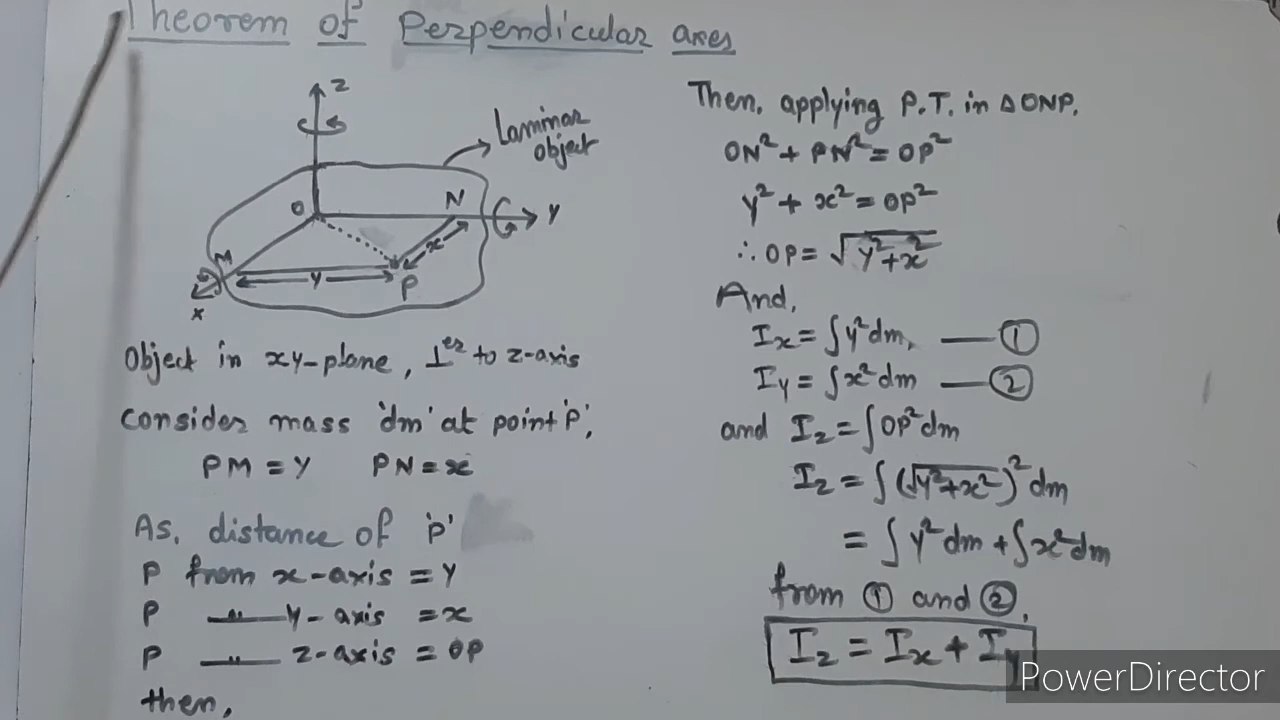 Theorem of Perpendicular axes
Z
Laminar
object
O
N
Y
M
x
Y
P
x
Object in xy-plane, ⊥er to z-axis
Consider mass 'dm' at point 'P',
PM = Y PN = x
As, distance of 'P'
P from x-axis = Y
P —〃— Y-axis = x
P —〃— z-axis = OP
then,
Then, applying P.T. in △ONP,
ON² + PN² = OP²
y² + x² = OP²
∴ OP = √(y²+x²)
And,
Ix = ∫y²dm, — ①
Iy = ∫x²dm — ②
and Iz = ∫OP²dm
Iz = ∫(√(y²+x²))²dm
= ∫y²dm + ∫x²dm
from ① and ②,
Iz = Ix + Iy
PowerDirector